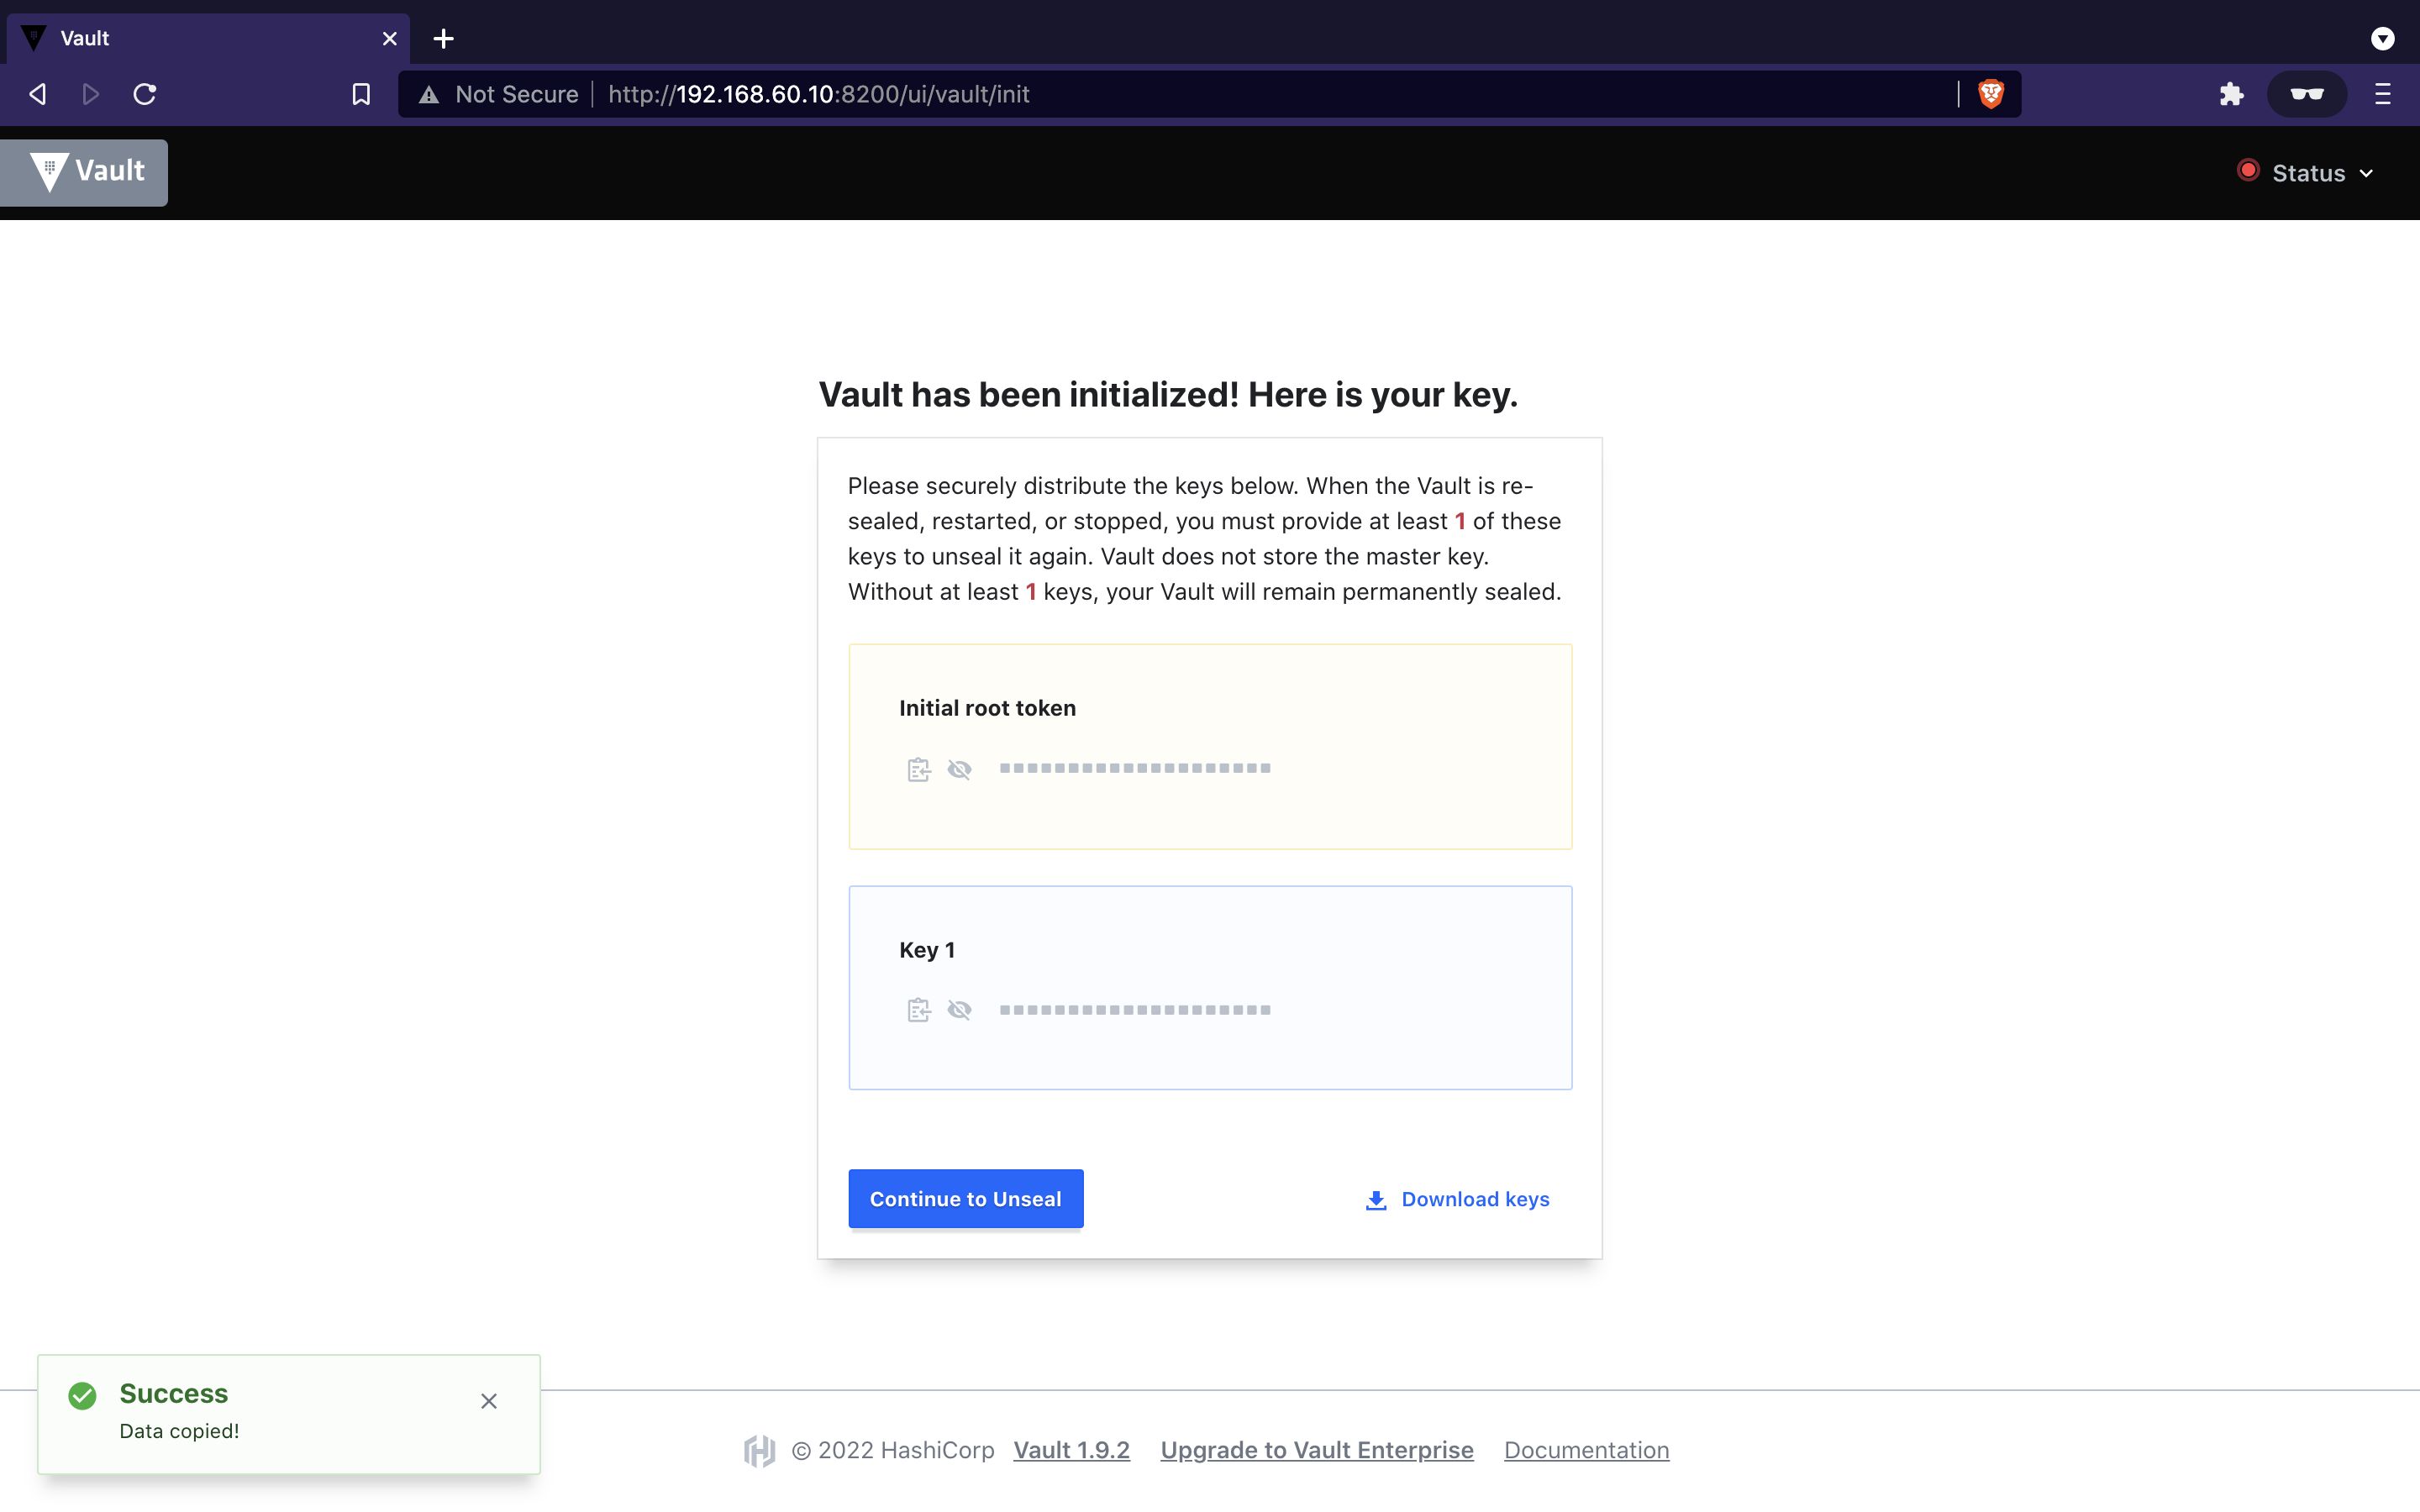 Vault
Not Secure
http://192.168.60.10:8200/ui/vault/init
Vault
Status
Vault has been initialized! Here is your key.
Please securely distribute the keys below. When the Vault is re-
sealed, restarted, or stopped, you must provide at least 1 of these
keys to unseal it again. Vault does not store the master key.
Without at least 1 keys, your Vault will remain permanently sealed.
Initial root token
Key 1
Continue to Unseal
Download keys
Success
Data copied!
© 2022 HashiCorp Vault 1.9.2 Upgrade to Vault Enterprise Documentation